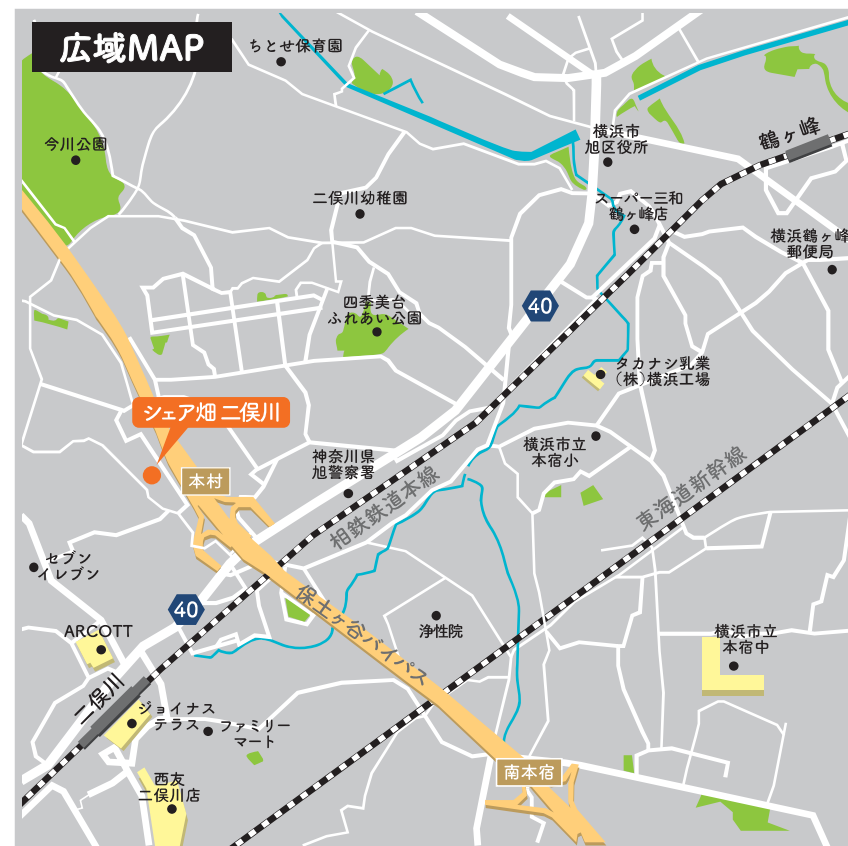 広域MAP
ちとせ保育園
今川公園
横浜市
旭区役所
鶴ヶ峰
二俣川幼稚園
スーパー三和
鶴ヶ峰店
横浜鶴ヶ峰
郵便局
四季美台
ふれあい公園
40
タカナシ乳業
(株)横浜工場
シェア畑 二俣川
横浜市立
本宿小
神奈川県
旭警察署
本村
相鉄鉄道本線
東海道新幹線
セブン
イレブン
40
保土ヶ谷バイパス
ARCOTT
浄性院
横浜市立
本宿中
二俣川
ジョイナス
テラス
ファミリー
マート
南本宿
西友
二俣川店